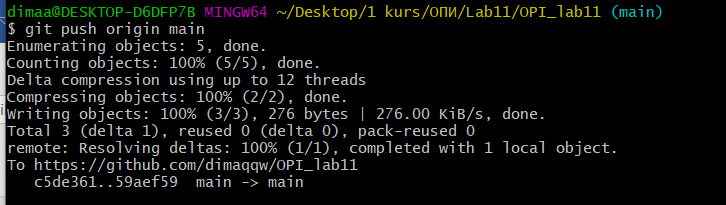 dimaa@DESKTOP-D6DFP7B MINGW64 ~/Desktop/1 kurs/ОПИ/Lab11/OPI_lab11 (main)
$ git push origin main
Enumerating objects: 5, done.
Counting objects: 100% (5/5), done.
Delta compression using up to 12 threads
Compressing objects: 100% (2/2), done.
Writing objects: 100% (3/3), 276 bytes | 276.00 KiB/s, done.
Total 3 (delta 1), reused 0 (delta 0), pack-reused 0
remote: Resolving deltas: 100% (1/1), completed with 1 local object.
To https://github.com/dimaqqw/OPI_lab11
   c5de361..59aef59  main -> main